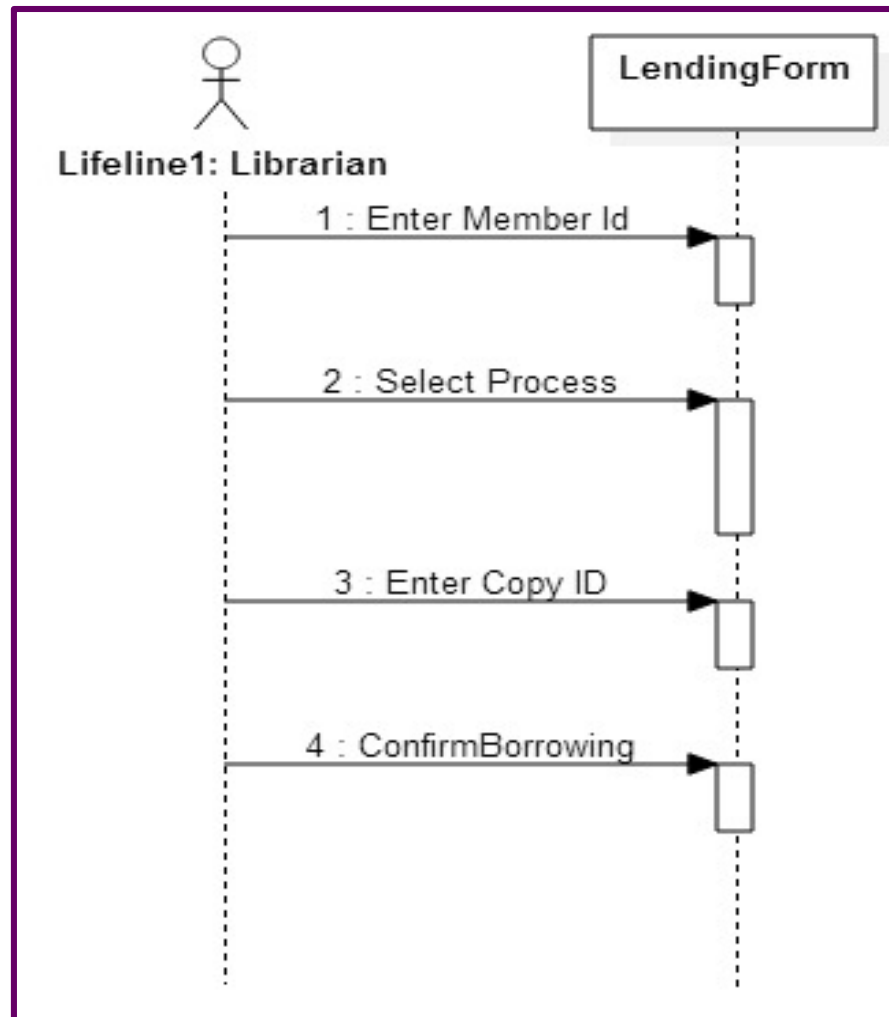 LendingForm
Lifeline1: Librarian
1 : Enter Member Id
2 : Select Process
3 : Enter Copy ID
4 : ConfirmBorrowing